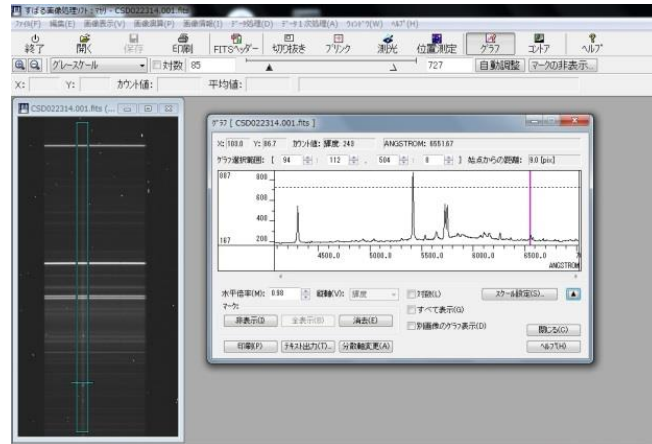 すばる画像処理ソフト:マカリ - CSD022314.001.fits
ファイル(F) 編集(E) 画像表示(V) 画像演算(P) 画像情報(I) データ処理(D) データ1次処理(A) ウィンドウ(W) ヘルプ(H)
終了 開く 保存 印刷 FITSヘッダー 切り抜き ブリンク 測光 位置測定 グラフ コンター ヘルプ
グレースケール 対数 85 727 自動調整 マークの非表示...
X: Y: カウント値: 平均値:
CSD022314.001.fits (...
グラフ [ CSD022314.001.fits ]
X: 103.0 Y: 86.7 カウント値: 輝度 243 ANGSTROM: 6551.67
グラフ選択範囲: [ 94 : 112 , 504 : 8 ] 始点からの距離: 9.0 [pix]
887
800
600
400
167 200
4500.0 5000.0 5500.0 6000.0 6500.0
ANGSTROM
水平倍率(M): 0.98 縦軸(V): 輝度 対数(L) スケール設定(S)...
マーク: すべて表示(G)
非表示(I) 全表示(B) 消去(E) 別画像のグラフ表示(D) 閉じる(C)
印刷(P) テキスト出力(T)... 分散軸変更(A) ヘルプ(H)